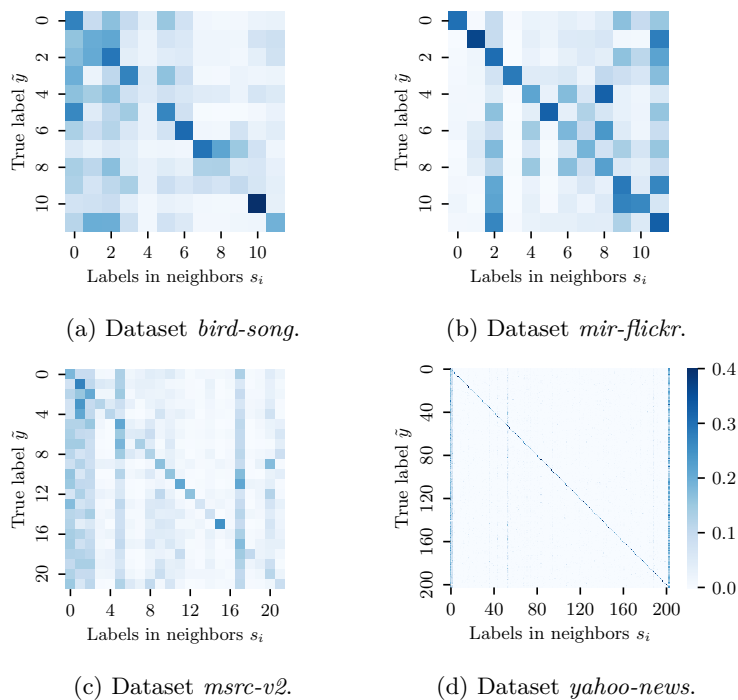 0
2
4
6
8
10
True label ỹ
0 2 4 6 8 10
Labels in neighbors s_i
(a) Dataset bird-song.
0
2
4
6
8
10
True label ỹ
0 2 4 6 8 10
Labels in neighbors s_i
(b) Dataset mir-flickr.
0
4
8
12
16
20
True label ỹ
0 4 8 12 16 20
Labels in neighbors s_i
(c) Dataset msrc-v2.
0
40
80
120
160
200
True label ỹ
0 40 80 120 160 200
Labels in neighbors s_i
0.4
0.3
0.2
0.1
0.0
(d) Dataset yahoo-news.